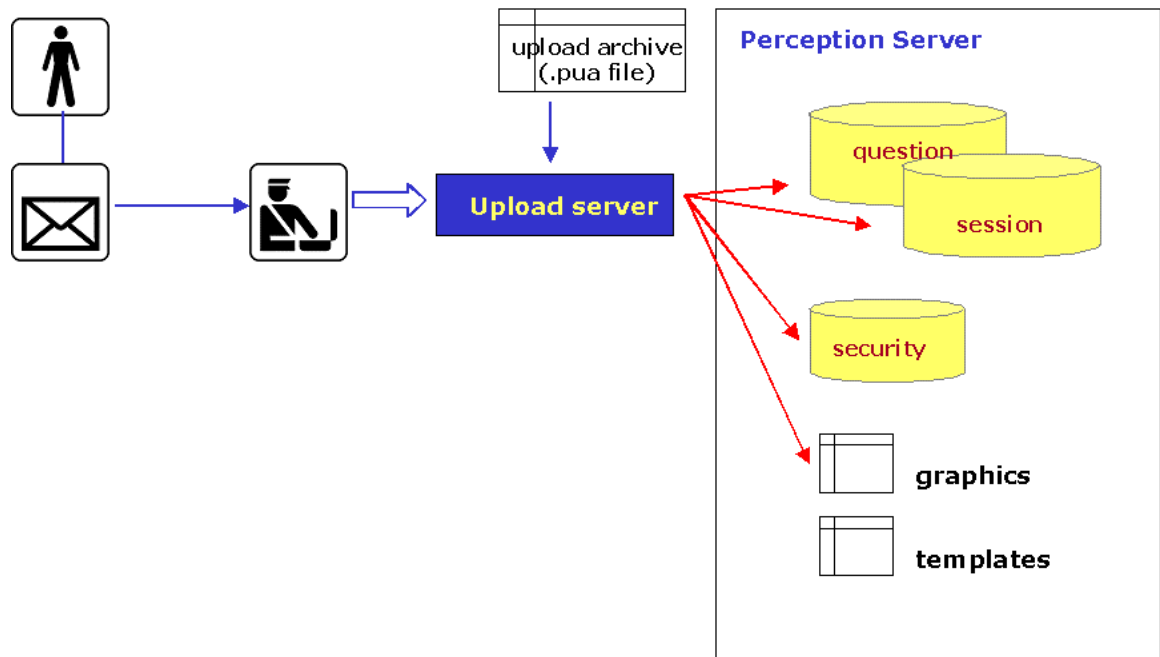 upload archive
(.pua file)
Perception Server
question
session
Upload server
security
graphics
templates